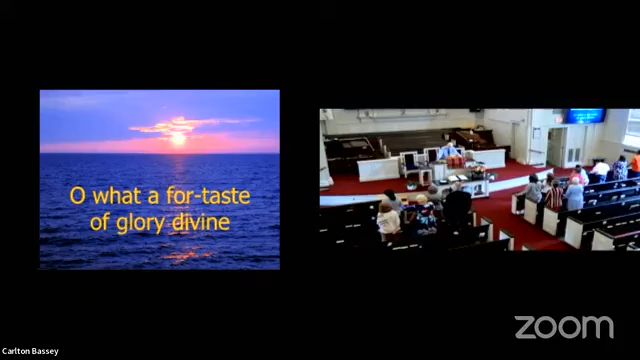 O what a for-taste
of glory divine
Carlton Bassey
zoom